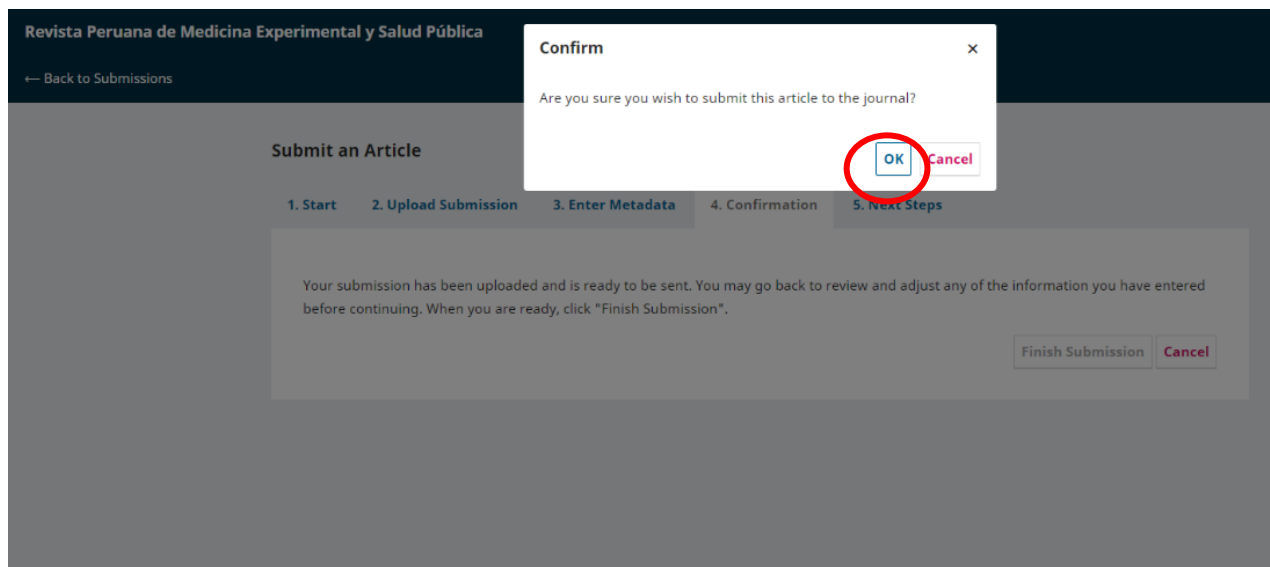 Revista Peruana de Medicina Experimental y Salud Pública
← Back to Submissions
Confirm
×
Are you sure you wish to submit this article to the journal?
OK Cancel
Submit an Article
1. Start 2. Upload Submission 3. Enter Metadata 4. Confirmation 5. Next Steps
Your submission has been uploaded and is ready to be sent. You may go back to review and adjust any of the information you have entered
before continuing. When you are ready, click "Finish Submission".
Finish Submission Cancel